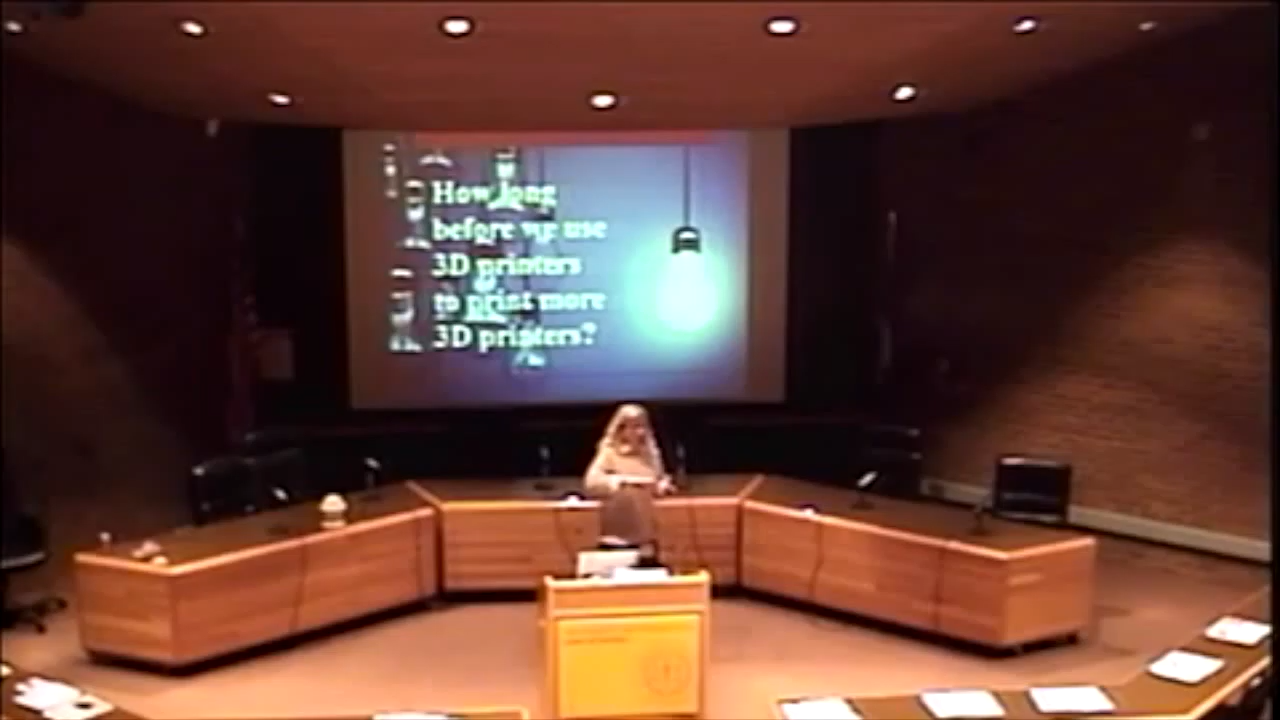 How long
before we use
3D printers
to print more
3D printers?